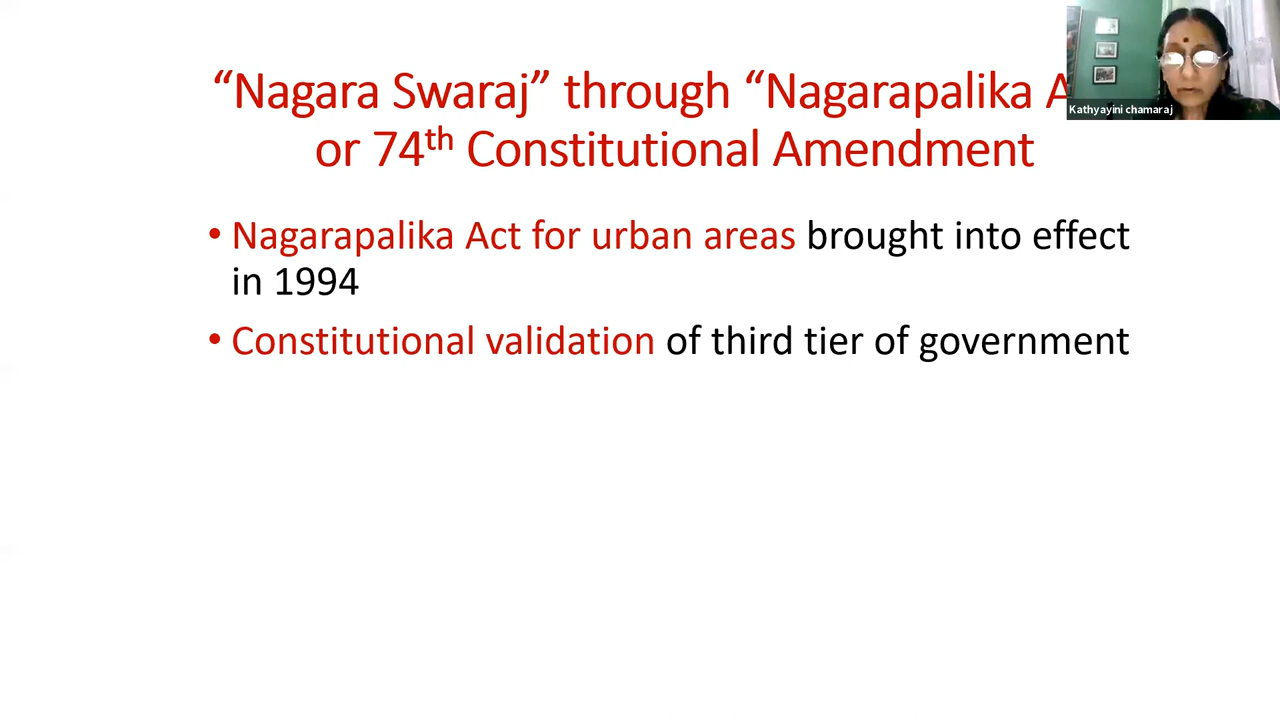 “Nagara Swaraj” through “Nagarapalika
or 74th Constitutional Amendment
Kathyayini chamaraj
• Nagarapalika Act for urban areas brought into effect
in 1994
• Constitutional validation of third tier of government